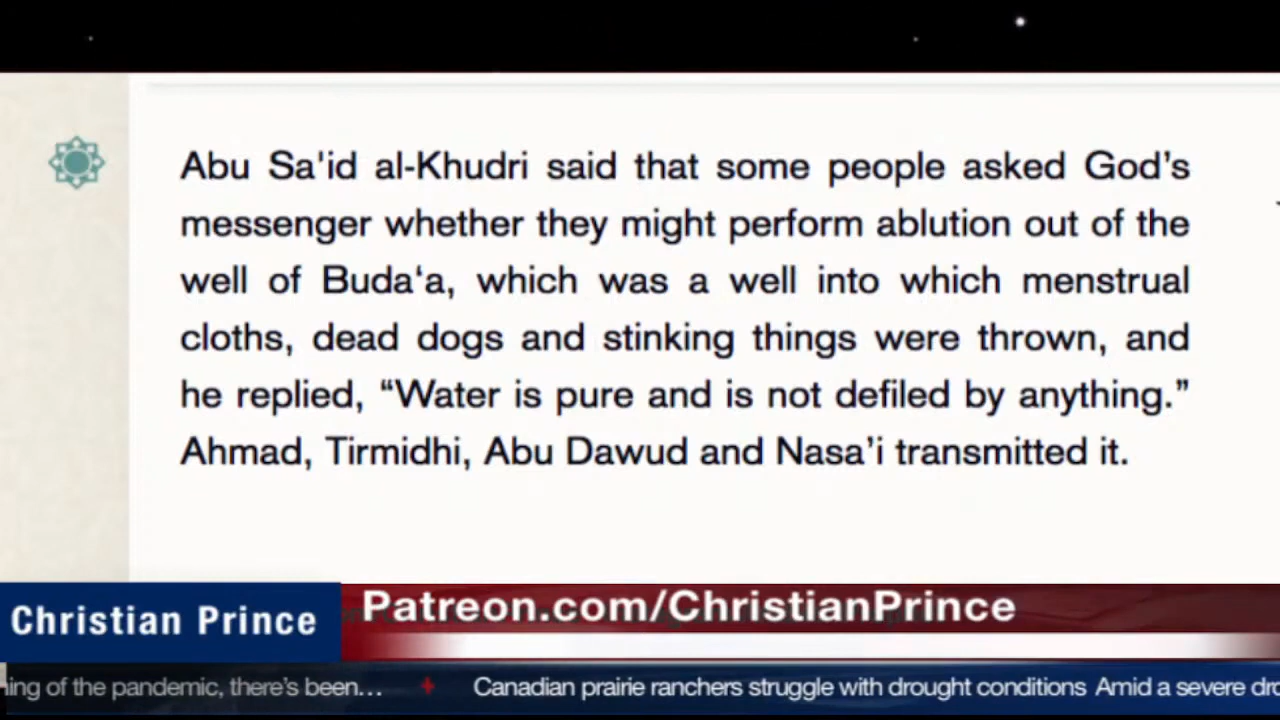 Abu Sa'id al-Khudri said that some people asked God’s
messenger whether they might perform ablution out of the
well of Buda‘a, which was a well into which menstrual
cloths, dead dogs and stinking things were thrown, and
he replied, “Water is pure and is not defiled by anything.”
Ahmad, Tirmidhi, Abu Dawud and Nasa’i transmitted it.
Christian Prince
Patreon.com/ChristianPrince
of the pandemic, there’s been... Canadian prairie ranchers struggle with drought conditions Amid a severe